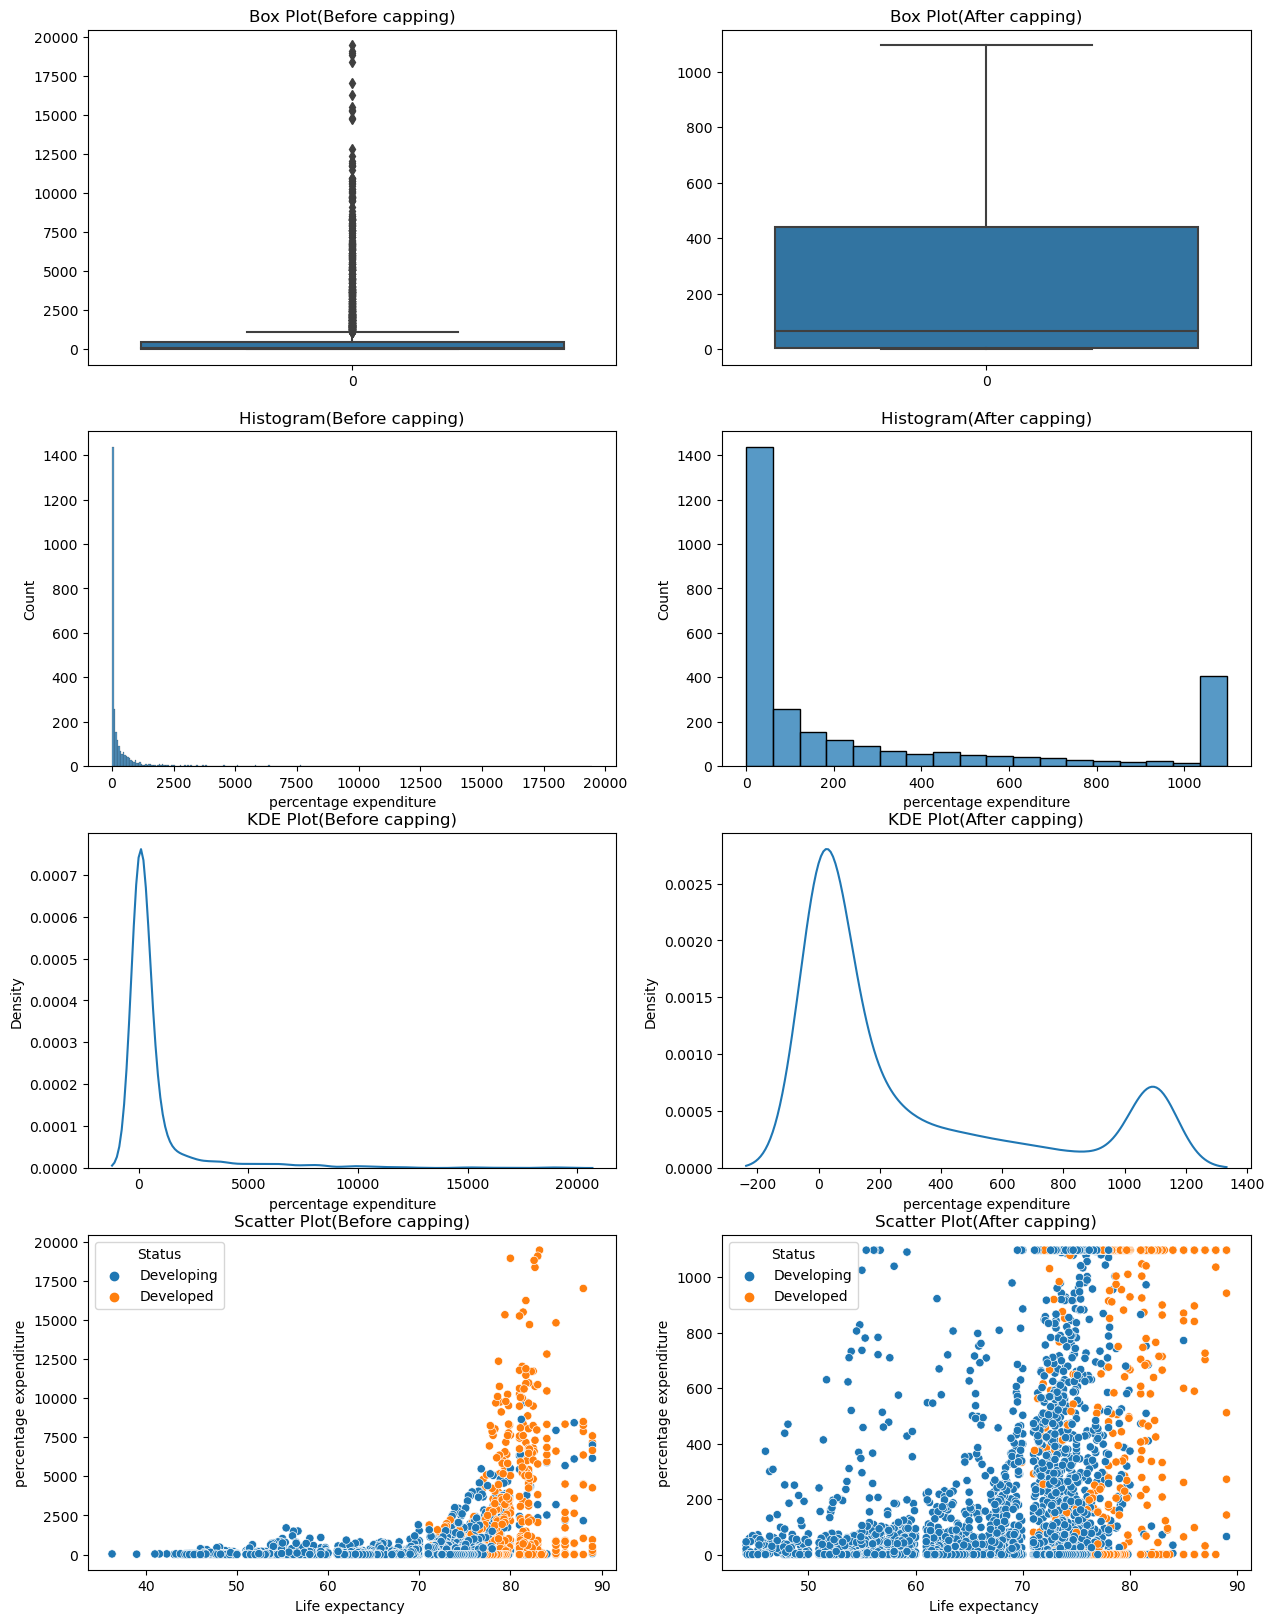 Box Plot(Before capping)
20000
17500
15000
12500
10000
7500
5000
2500
0
0
Box Plot(After capping)
1000
800
600
400
200
0
0
Histogram(Before capping)
1400
1200
1000
800
600
400
200
0
Count
0 2500 5000 7500 10000 12500 15000 17500 20000
percentage expenditure
Histogram(After capping)
1400
1200
1000
800
600
400
200
0
Count
0 200 400 600 800 1000
percentage expenditure
KDE Plot(Before capping)
0.0007
0.0006
0.0005
0.0004
0.0003
0.0002
0.0001
0.0000
Density
0 5000 10000 15000 20000
percentage expenditure
KDE Plot(After capping)
0.0025
0.0020
0.0015
0.0010
0.0005
0.0000
Density
−200 0 200 400 600 800 1000 1200 1400
percentage expenditure
Scatter Plot(Before capping)
Status
Developing
Developed
20000
17500
15000
12500
10000
7500
5000
2500
0
percentage expenditure
40 50 60 70 80 90
Life expectancy
Scatter Plot(After capping)
Status
Developing
Developed
1000
800
600
400
200
0
percentage expenditure
50 60 70 80 90
Life expectancy